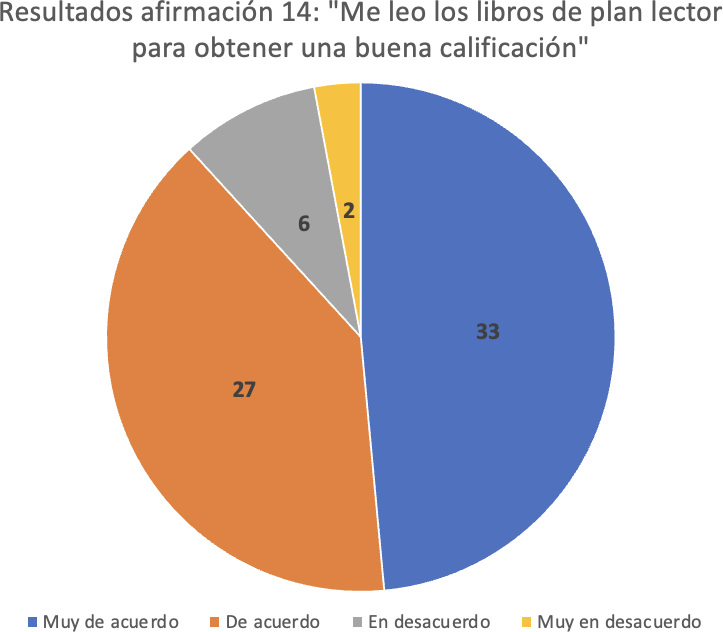 Resultados afirmación 14: "Me leo los libros de plan lector
para obtener una buena calificación"
2
6
33
27
Muy de acuerdo De acuerdo En desacuerdo Muy en desacuerdo